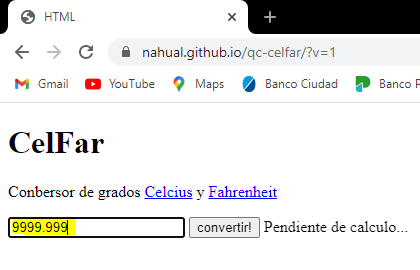 HTML
nahual.github.io/qc-celfar/?v=1
Gmail YouTube Maps Banco Ciudad Banco P
CelFar
Conbersor de grados Celcius y Fahrenheit
9999.999 convertir! Pendiente de calculo...